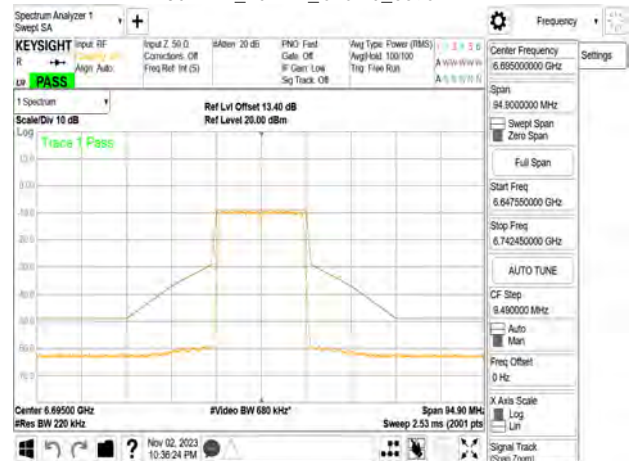 Spectrum Analyzer 1
Swept SA
Frequency
KEYSIGHT
R
LV
PASS
Input: RF
Align: Auto
Input Z: 50 Ω
Corrections: Off
Freq Ref: Int (S)
#Atten: 20 dB
PNO: Fast
Gate: Off
IF Gain: Low
Sig Track: Off
Avg Type: Power (RMS)
Avg|Hold: 100/100
Trig: Free Run
Center Frequency
6.695000000 GHz
Settings
Span
94.9000000 MHz
Swept Span
Zero Span
Full Span
Start Freq
6.647550000 GHz
Stop Freq
6.742450000 GHz
AUTO TUNE
CF Step
9.490000 MHz
Auto
Man
Freq Offset
0 Hz
X Axis Scale
Log
Lin
Signal Track
(Span Zoom)
1 Spectrum
Scale/Div 10 dB
Log
Ref Lvl Offset 13.40 dB
Ref Level 20.00 dBm
Trace 1 Pass
Center 6.69500 GHz
#Res BW 220 kHz
#Video BW 680 kHz*
Span 94.90 MHz
Sweep 2.53 ms (2001 pts
Nov 02, 2023
10:36:24 PM